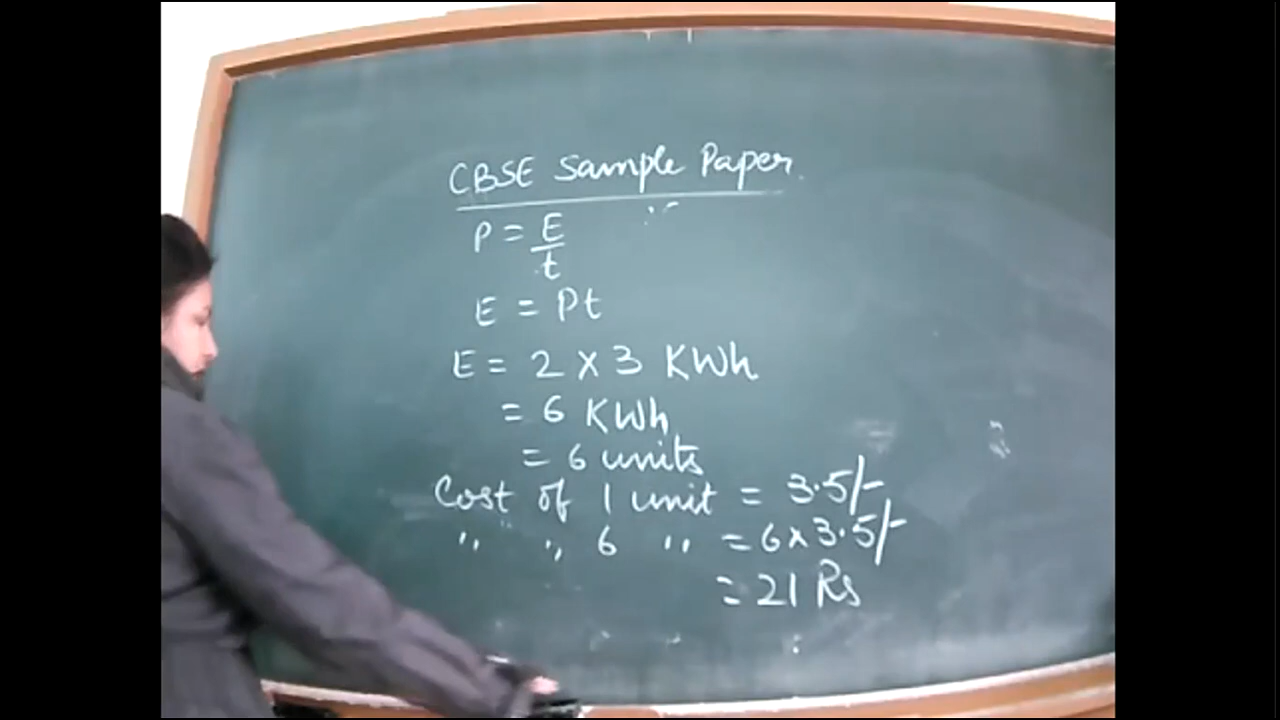 CBSE Sample Paper.
P = E/t
E = Pt
E = 2 × 3 KWh
= 6 KWh
= 6 units
Cost of 1 unit = 3.5/-
" " 6 " = 6×3.5/-
= 21 Rs